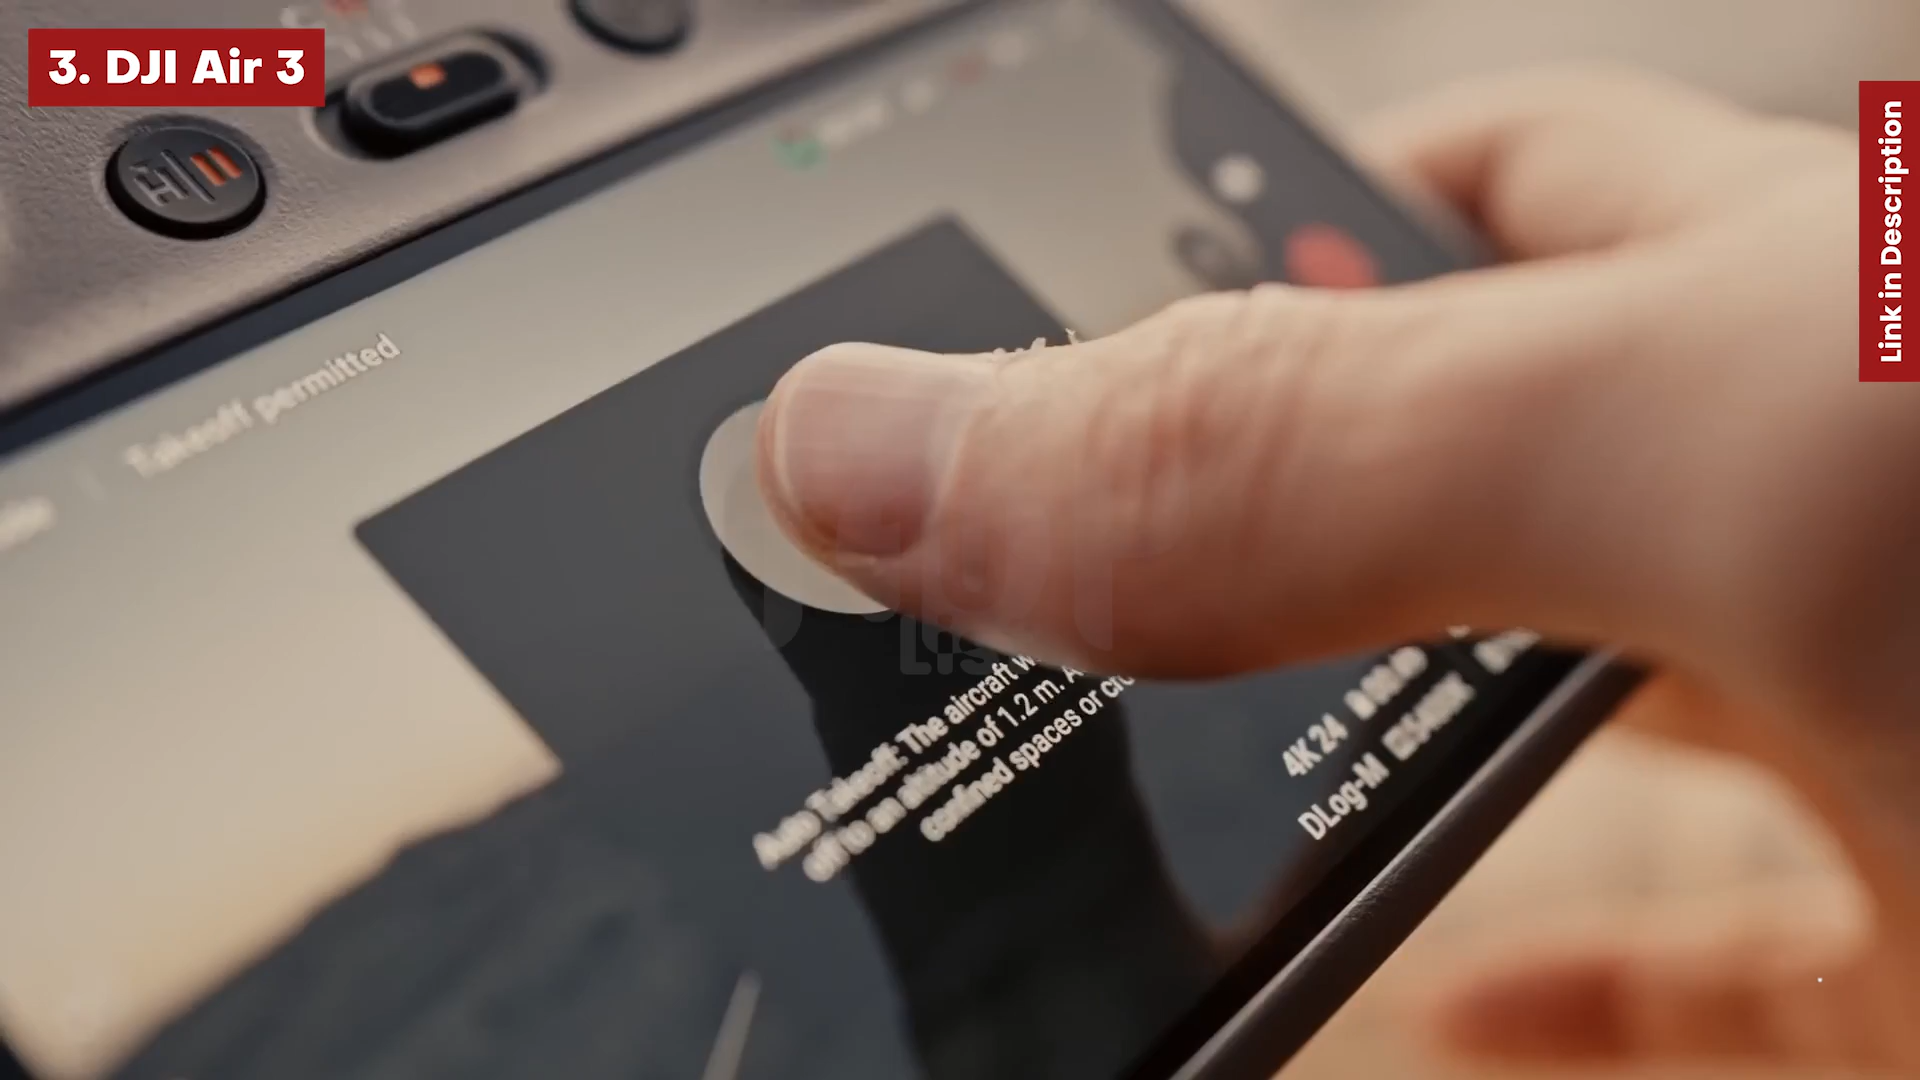 3. DJI Air 3
Link in Description
Takeoff permitted
Auto Takeoff: The aircraft
off to an altitude of 1.2 m.
confined spaces or
4K 24
DLog-M
List